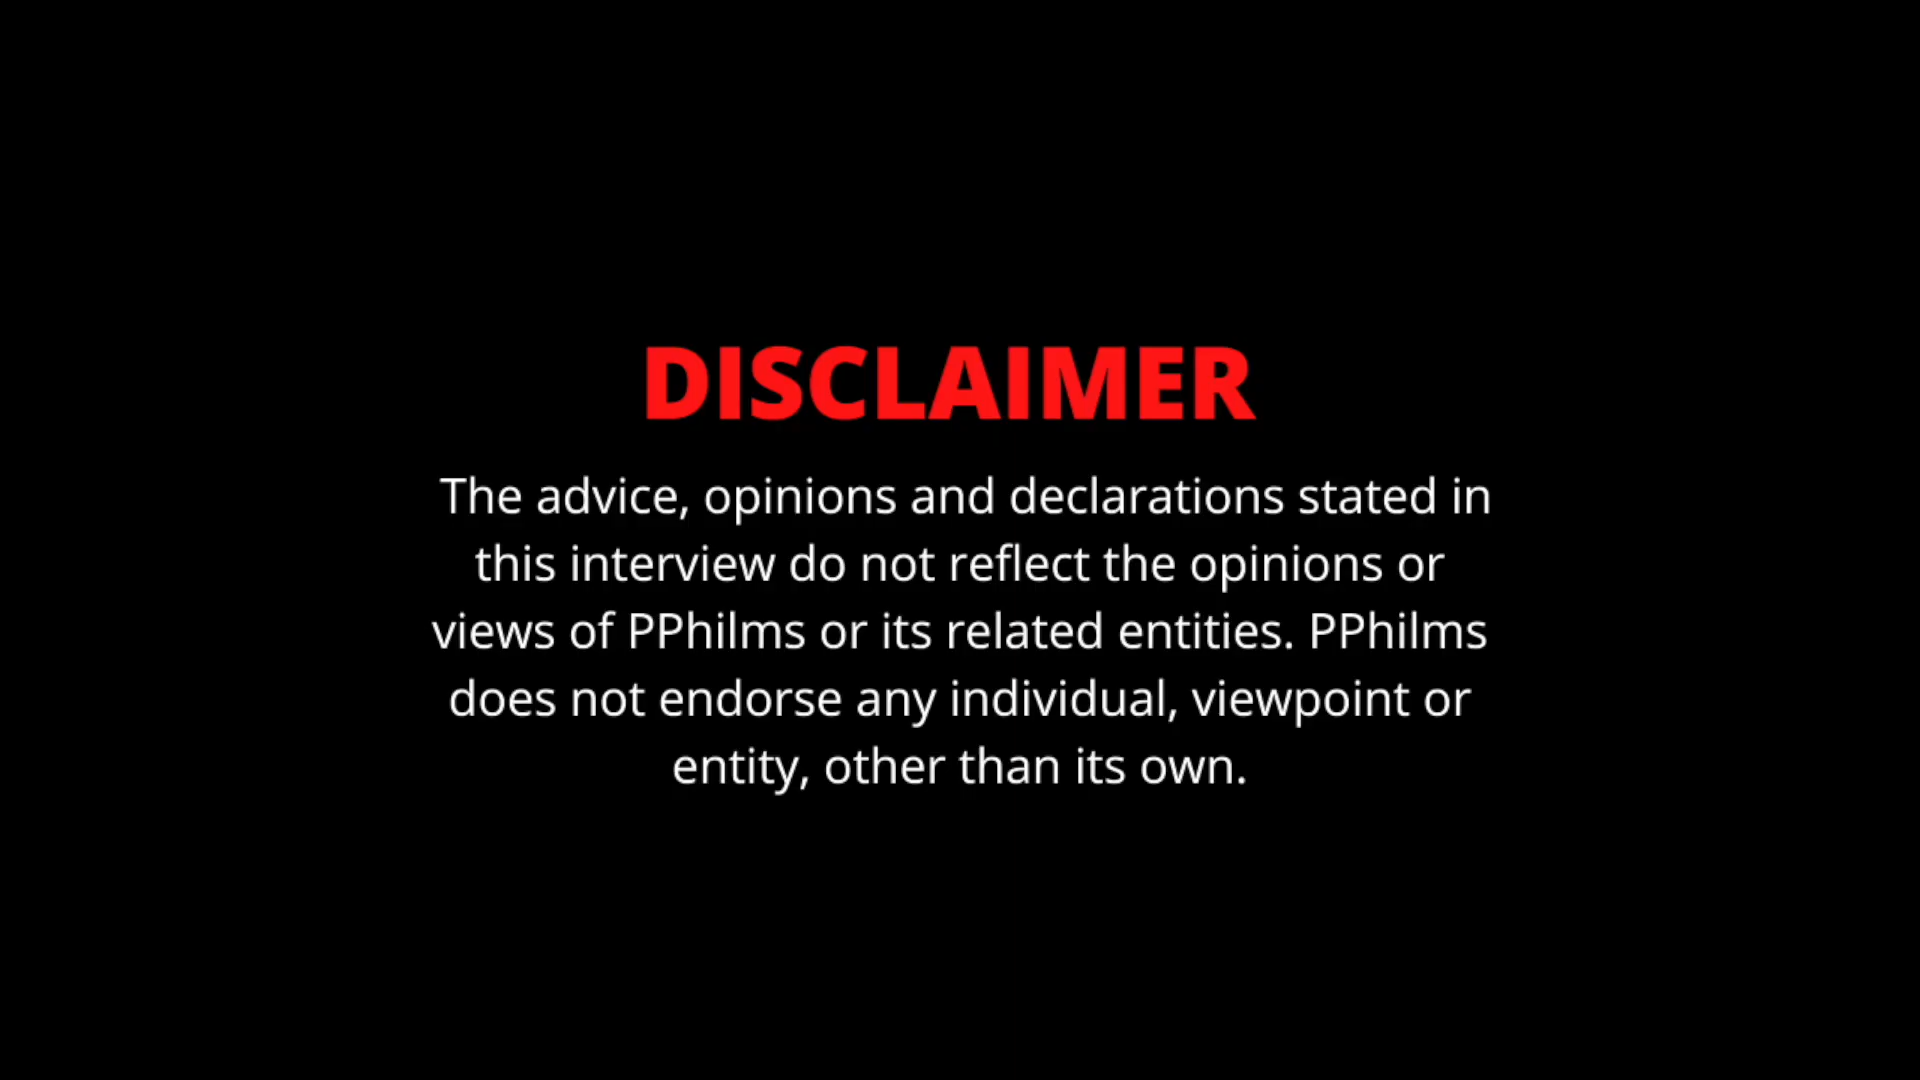 DISCLAIMER
The advice, opinions and declarations stated in
this interview do not reflect the opinions or
views of PPhilms or its related entities. PPhilms
does not endorse any individual, viewpoint or
entity, other than its own.